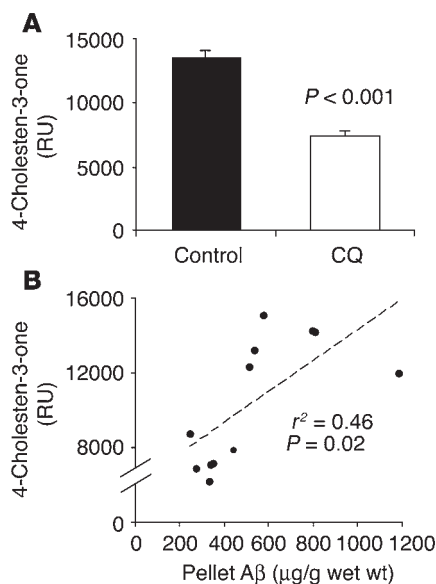 A
4-Cholesten-3-one
(RU)
15000
10000
5000
0
P < 0.001
Control CQ
B
4-Cholesten-3-one
(RU)
16000
12000
8000
0
r² = 0.46
P = 0.02
0 200 400 600 800 1000 1200
Pellet Aβ (μg/g wet wt)